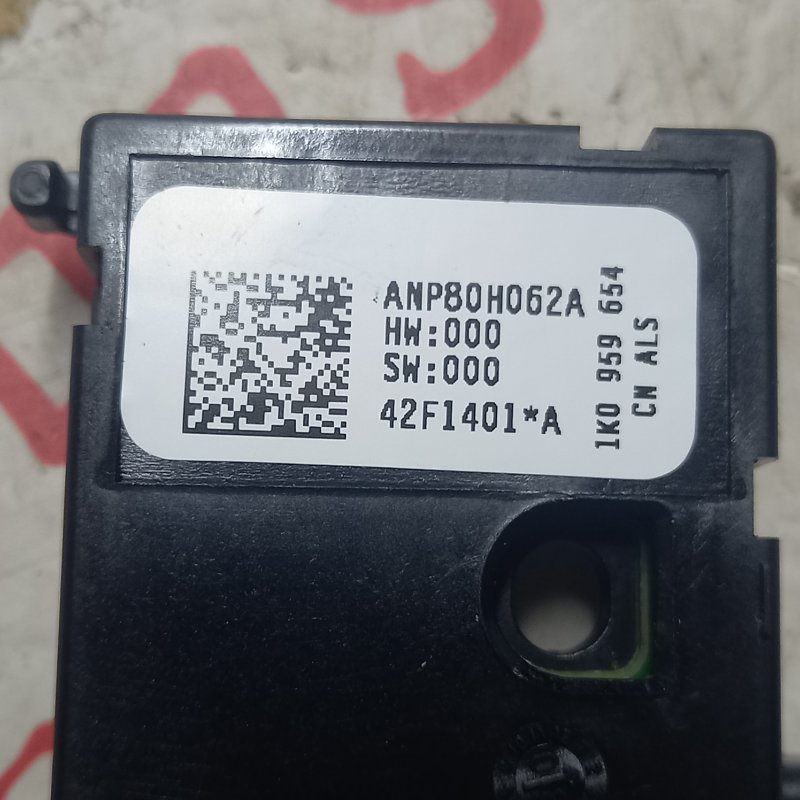 ANP80H062A
HW:000
SW:000
42F1401*A
1K0 959 654
CN ALS